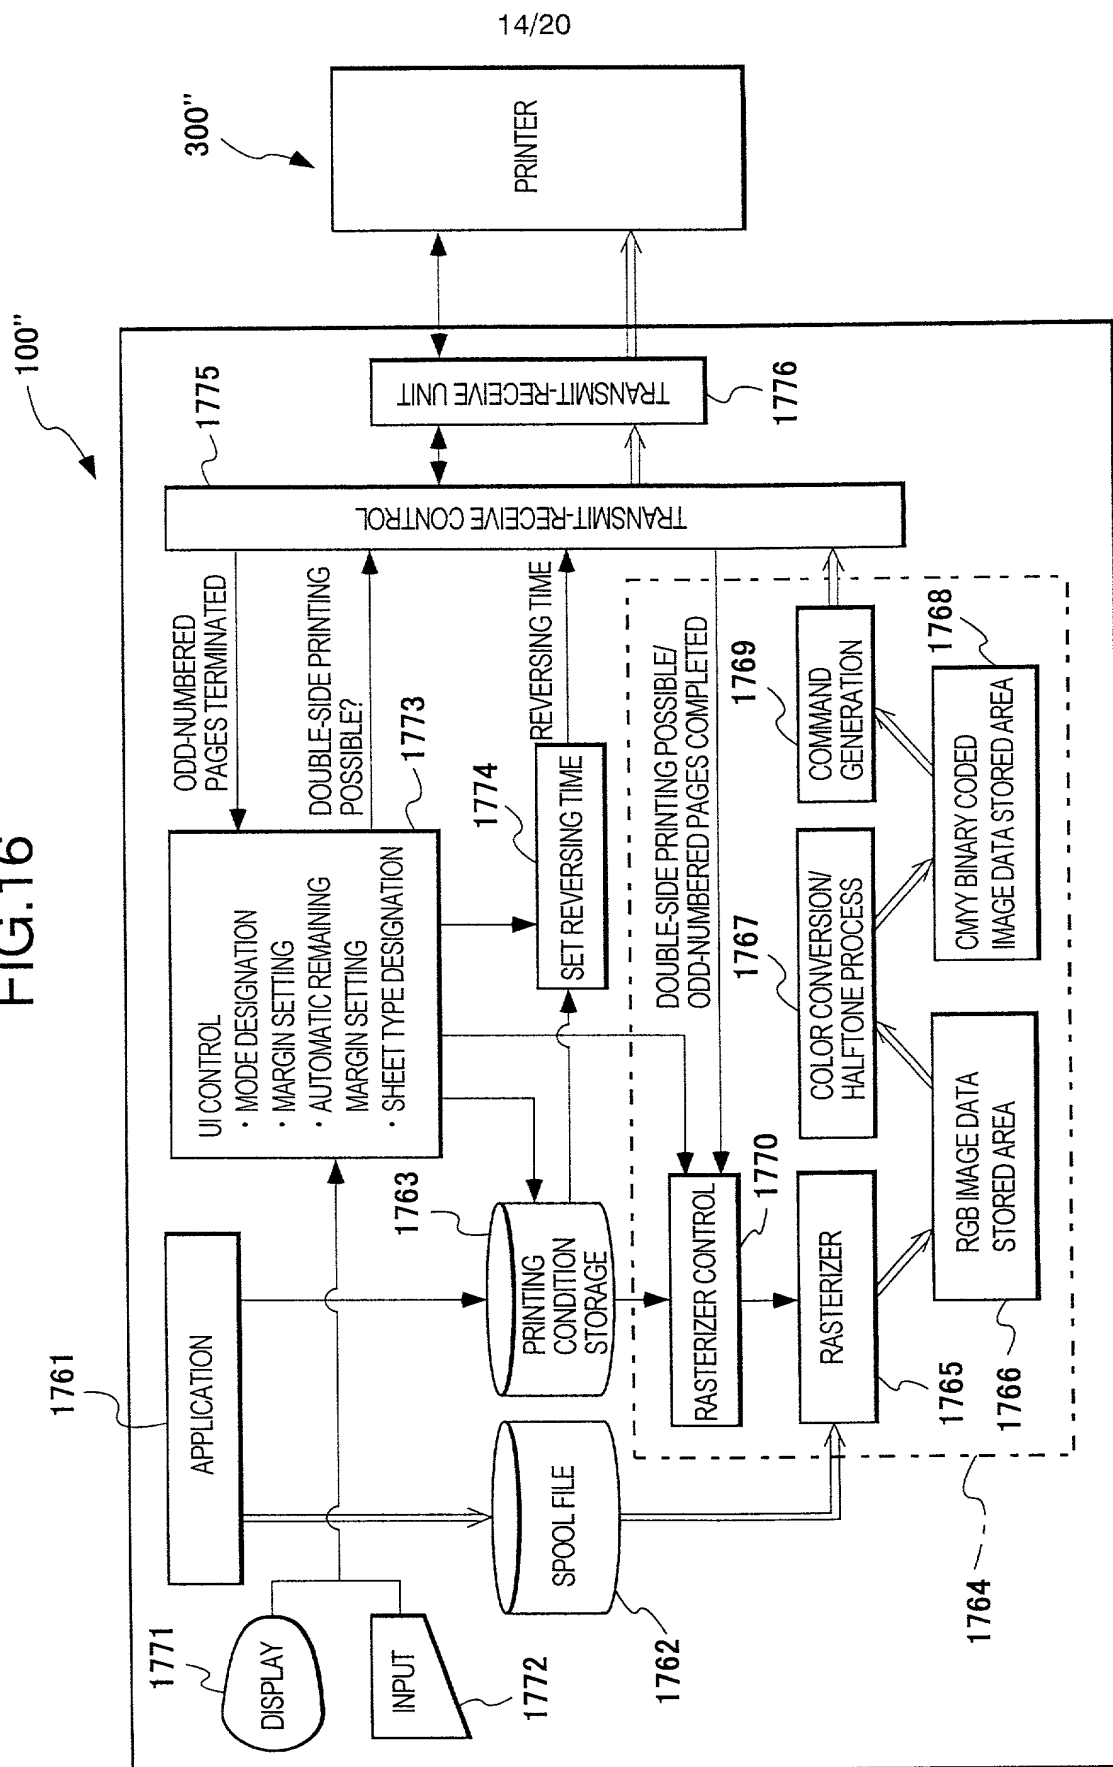 14/20
FIG.16
100"
300"
1771
DISPLAY
1772
INPUT
1761
APPLICATION
1762
SPOOL FILE
1763
PRINTING
CONDITION
STORAGE
UI CONTROL
· MODE DESIGNATION
· MARGIN SETTING
· AUTOMATIC REMAINING
MARGIN SETTING
· SHEET TYPE DESIGNATION
1773
ODD-NUMBERED
PAGES TERMINATED
DOUBLE-SIDE PRINTING
POSSIBLE?
1774
SET REVERSING TIME
REVERSING TIME
1775
TRANSMIT-RECEIVE CONTROL
TRANSMIT-RECEIVE UNIT
1776
PRINTER
DOUBLE-SIDE PRINTING POSSIBLE/
ODD-NUMBERED PAGES COMPLETED
RASTERIZER CONTROL
1770
RASTERIZER
1765
RGB IMAGE DATA
STORED AREA
1766
1767
COLOR CONVERSION/
HALFTONE PROCESS
CMYY BINARY CODED
IMAGE DATA STORED AREA
1768
1769
COMMAND
GENERATION
1764